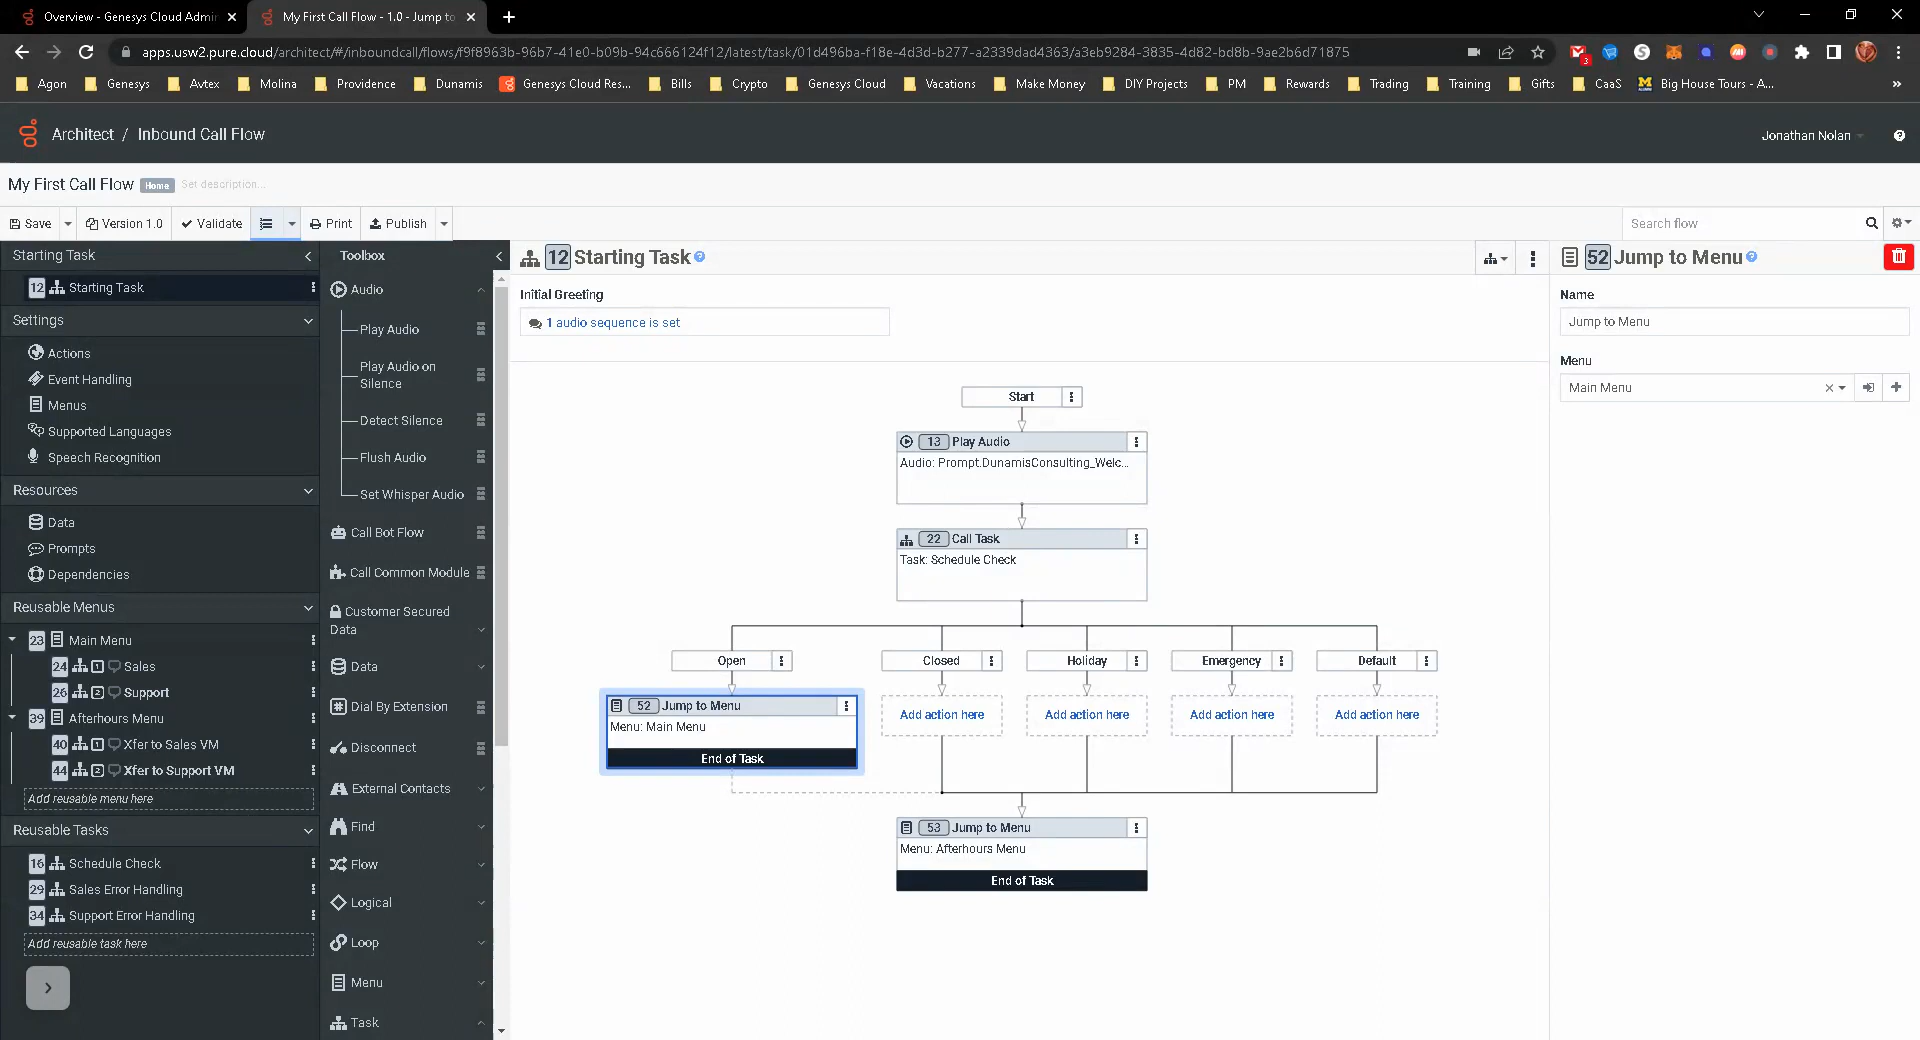 Overview - Genesys Cloud Admi
My First Call Flow - 1.0 - Jump to
apps.usw2.pure.cloud/architect/#/inboundcall/flows/f9f8963b-96b7-41e0-b09b-94c666124f12/latest/task/01d496ba-f18e-4d3d-b277-a2339dad4363/a3eb9284-3835-4d82-bd8b-9ae2b6d71875
3
Agon
Genesys
Avtex
Molina
Providence
Dunamis
Genesys Cloud Res...
Bills
Crypto
Genesys Cloud
Vacations
Make Money
DIY Projects
PM
Rewards
Trading
Training
Gifts
CaaS
Big House Tours - A...
Architect / Inbound Call Flow
Jonathan Nolan
My First Call Flow Home Set description...
Save
Version 1.0
Validate
Print
Publish
Search flow
Starting Task
12 Starting Task
Settings
Actions
Event Handling
Menus
Supported Languages
Speech Recognition
Resources
Data
Prompts
Dependencies
Reusable Menus
23 Main Menu
24 1 Sales
26 2 Support
39 Afterhours Menu
40 1 Xfer to Sales VM
44 2 Xfer to Support VM
Add reusable menu here
Reusable Tasks
16 Schedule Check
29 Sales Error Handling
34 Support Error Handling
Add reusable task here
Toolbox
Audio
Play Audio
Play Audio on
Silence
Detect Silence
Flush Audio
Set Whisper Audio
Call Bot Flow
Call Common Module
Customer Secured
Data
Data
Dial By Extension
Disconnect
External Contacts
Find
Flow
Logical
Loop
Menu
Task
12 Starting Task
Initial Greeting
1 audio sequence is set
Start
13 Play Audio
Audio: Prompt.DunamisConsulting_Welc...
22 Call Task
Task: Schedule Check
Open
Closed
Holiday
Emergency
Default
52 Jump to Menu
Menu: Main Menu
End of Task
Add action here
Add action here
Add action here
Add action here
53 Jump to Menu
Menu: Afterhours Menu
End of Task
52 Jump to Menu
Name
Jump to Menu
Menu
Main Menu